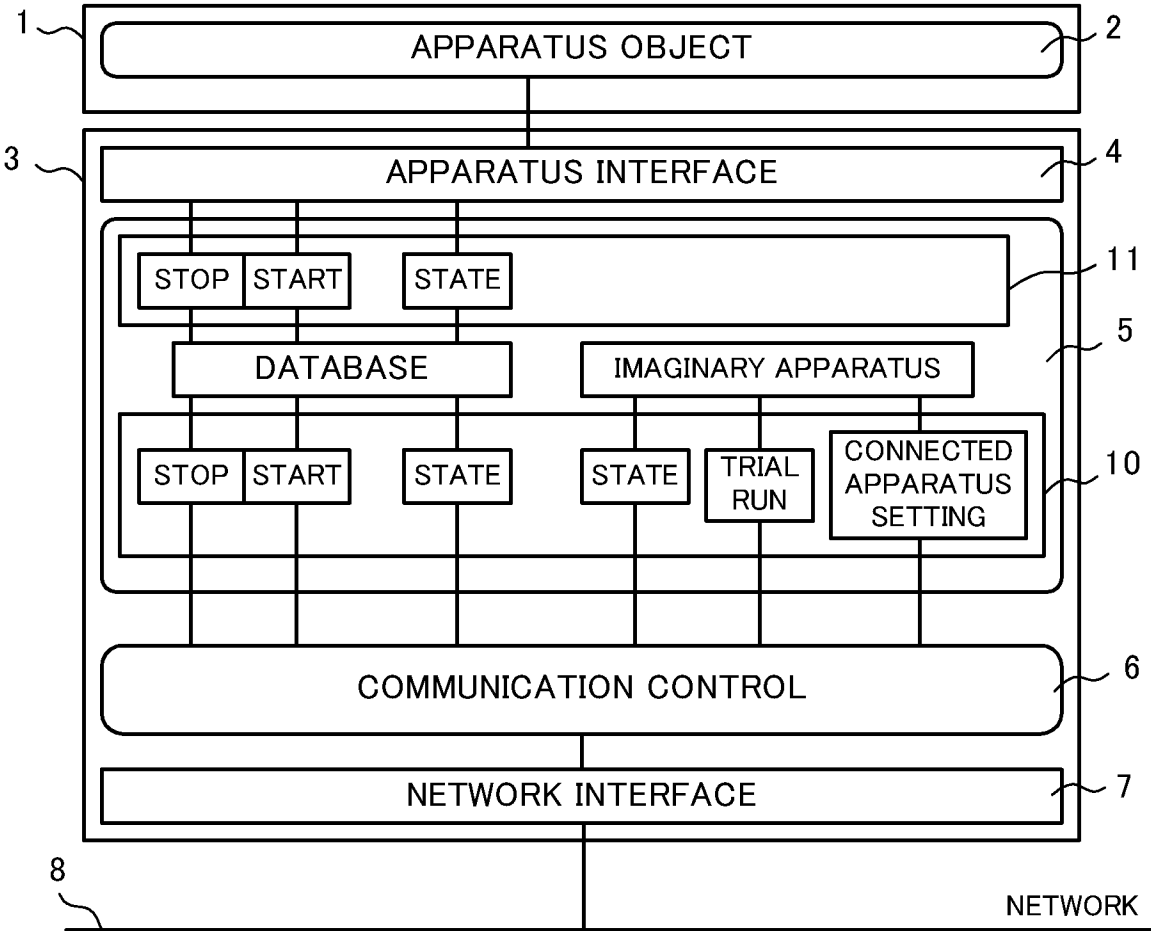 1
APPARATUS OBJECT
2
3
APPARATUS INTERFACE
4
STOP
START
STATE
11
DATABASE
IMAGINARY APPARATUS
5
STOP
START
STATE
STATE
TRIAL
RUN
CONNECTED
APPARATUS
SETTING
10
COMMUNICATION CONTROL
6
NETWORK INTERFACE
7
8
NETWORK